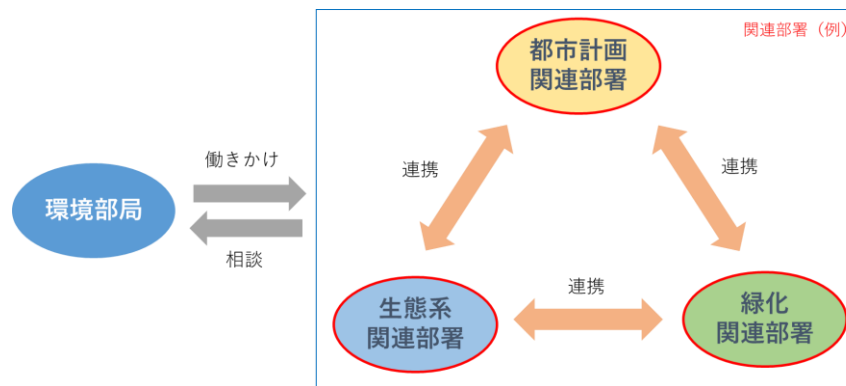 関連部署（例）
都市計画
関連部署
働きかけ
連携
連携
環境部局
相談
連携
生態系
関連部署
緑化
関連部署